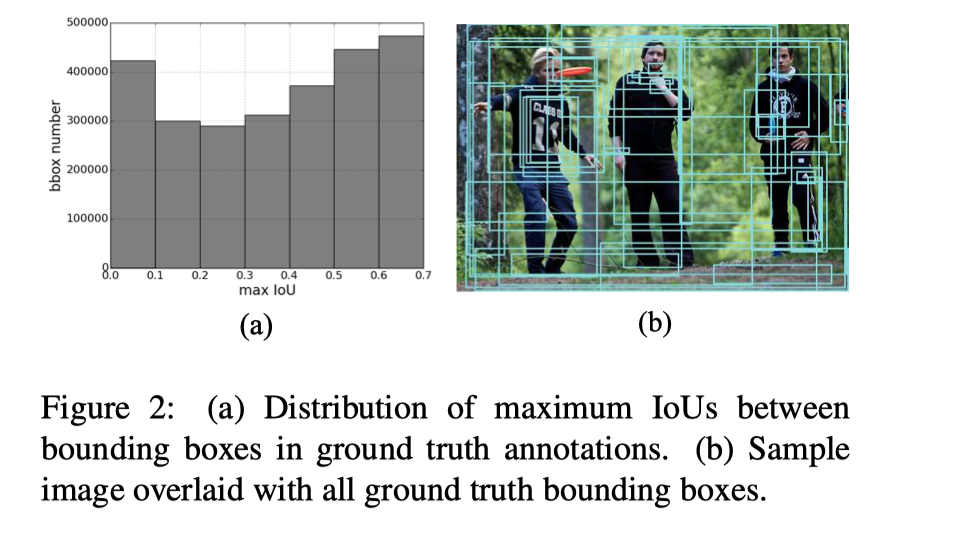 500000
400000
300000
200000
100000
0
0.0 0.1 0.2 0.3 0.4 0.5 0.6 0.7
bbox number
max IoU
(a)
(b)
Figure 2: (a) Distribution of maximum IoUs between
bounding boxes in ground truth annotations. (b) Sample
image overlaid with all ground truth bounding boxes.